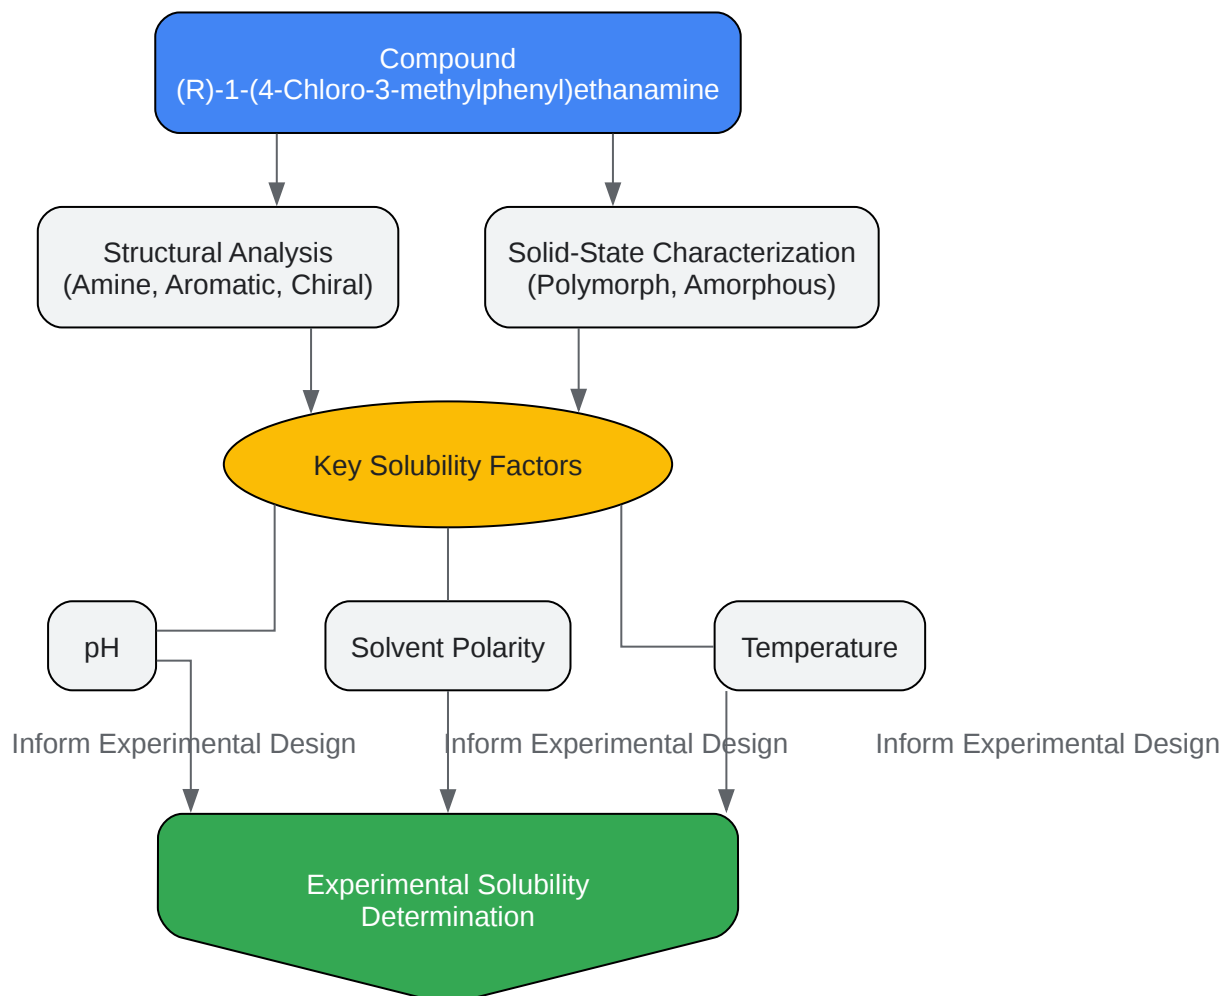 Compound
(R)-1-(4-Chloro-3-methylphenyl)ethanamine
Structural Analysis
(Amine, Aromatic, Chiral)
Solid-State Characterization
(Polymorph, Amorphous)
Key Solubility Factors
pH
Solvent Polarity
Temperature
Inform Experimental Design
Inform Experimental Design
Inform Experimental Design
Experimental Solubility
Determination